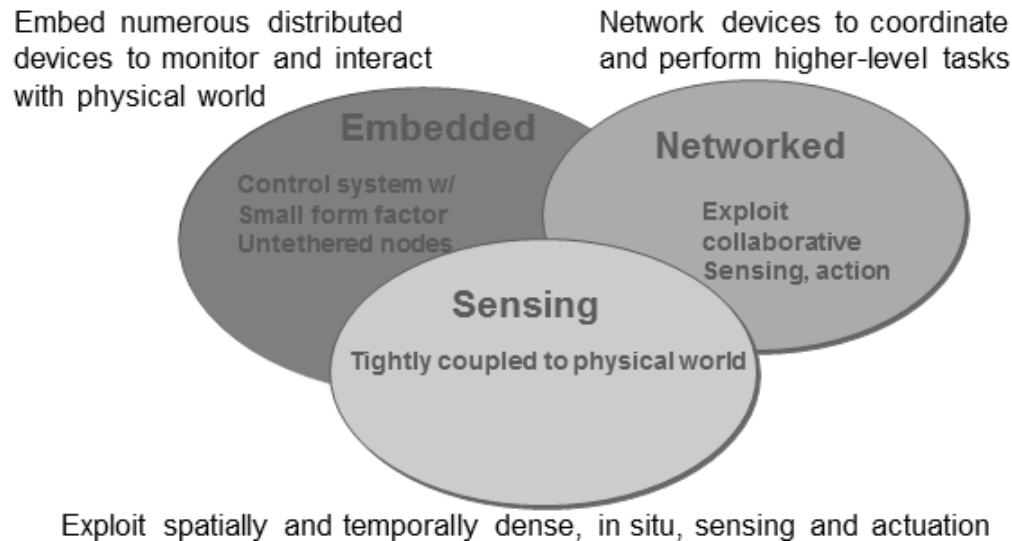 Embed numerous distributed
devices to monitor and interact
with physical world
Network devices to coordinate
and perform higher-level tasks
Embedded
Control system w/
Small form factor
Untethered nodes
Networked
Exploit
collaborative
Sensing, action
Sensing
Tightly coupled to physical world
Exploit spatially and temporally dense, in situ, sensing and actuation